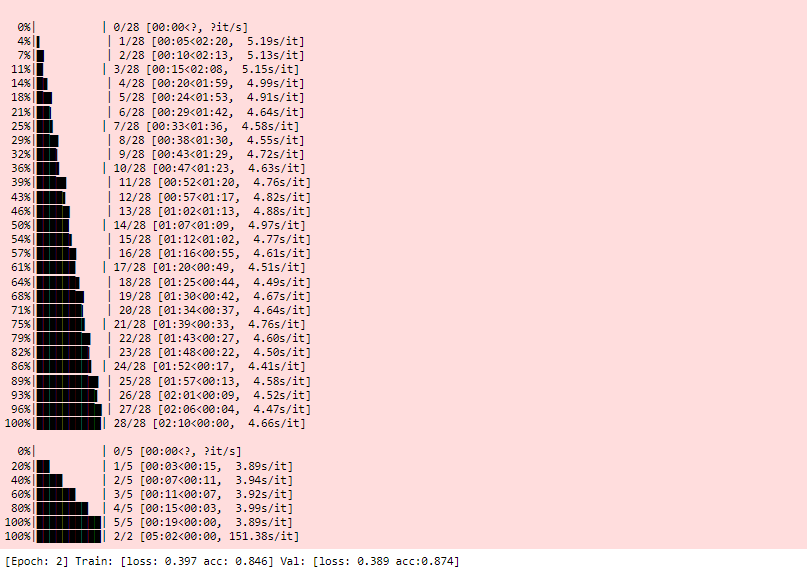 0%| | 0/28 [00:00<?, ?it/s]
4%|▌ | 1/28 [00:05<02:20, 5.19s/it]
7%|█ | 2/28 [00:10<02:13, 5.13s/it]
11%|█ | 3/28 [00:15<02:08, 5.15s/it]
14%|█▌ | 4/28 [00:20<01:59, 4.99s/it]
18%|██ | 5/28 [00:24<01:53, 4.91s/it]
21%|██ | 6/28 [00:29<01:42, 4.64s/it]
25%|██▌ | 7/28 [00:33<01:36, 4.58s/it]
29%|███ | 8/28 [00:38<01:30, 4.55s/it]
32%|███ | 9/28 [00:43<01:29, 4.72s/it]
36%|███▌ | 10/28 [00:47<01:23, 4.63s/it]
39%|████ | 11/28 [00:52<01:20, 4.76s/it]
43%|████▌ | 12/28 [00:57<01:17, 4.82s/it]
46%|█████ | 13/28 [01:02<01:13, 4.88s/it]
50%|█████ | 14/28 [01:07<01:09, 4.97s/it]
54%|█████▌ | 15/28 [01:12<01:02, 4.77s/it]
57%|██████ | 16/28 [01:16<00:55, 4.61s/it]
61%|██████ | 17/28 [01:20<00:49, 4.51s/it]
64%|██████▌ | 18/28 [01:25<00:44, 4.49s/it]
68%|███████ | 19/28 [01:30<00:42, 4.67s/it]
71%|███████ | 20/28 [01:34<00:37, 4.64s/it]
75%|███████▌ | 21/28 [01:39<00:33, 4.76s/it]
79%|████████ | 22/28 [01:43<00:27, 4.60s/it]
82%|████████ | 23/28 [01:48<00:22, 4.50s/it]
86%|████████▌ | 24/28 [01:52<00:17, 4.41s/it]
89%|█████████ | 25/28 [01:57<00:13, 4.58s/it]
93%|█████████▌| 26/28 [02:01<00:09, 4.52s/it]
96%|██████████| 27/28 [02:06<00:04, 4.47s/it]
100%|██████████| 28/28 [02:10<00:00, 4.66s/it]
0%| | 0/5 [00:00<?, ?it/s]
20%|██ | 1/5 [00:03<00:15, 3.89s/it]
40%|████ | 2/5 [00:07<00:11, 3.94s/it]
60%|██████ | 3/5 [00:11<00:07, 3.92s/it]
80%|████████ | 4/5 [00:15<00:03, 3.99s/it]
100%|██████████| 5/5 [00:19<00:00, 3.89s/it]
100%|██████████| 2/2 [05:02<00:00, 151.38s/it]
[Epoch: 2] Train: [loss: 0.397 acc: 0.846] Val: [loss: 0.389 acc:0.874]